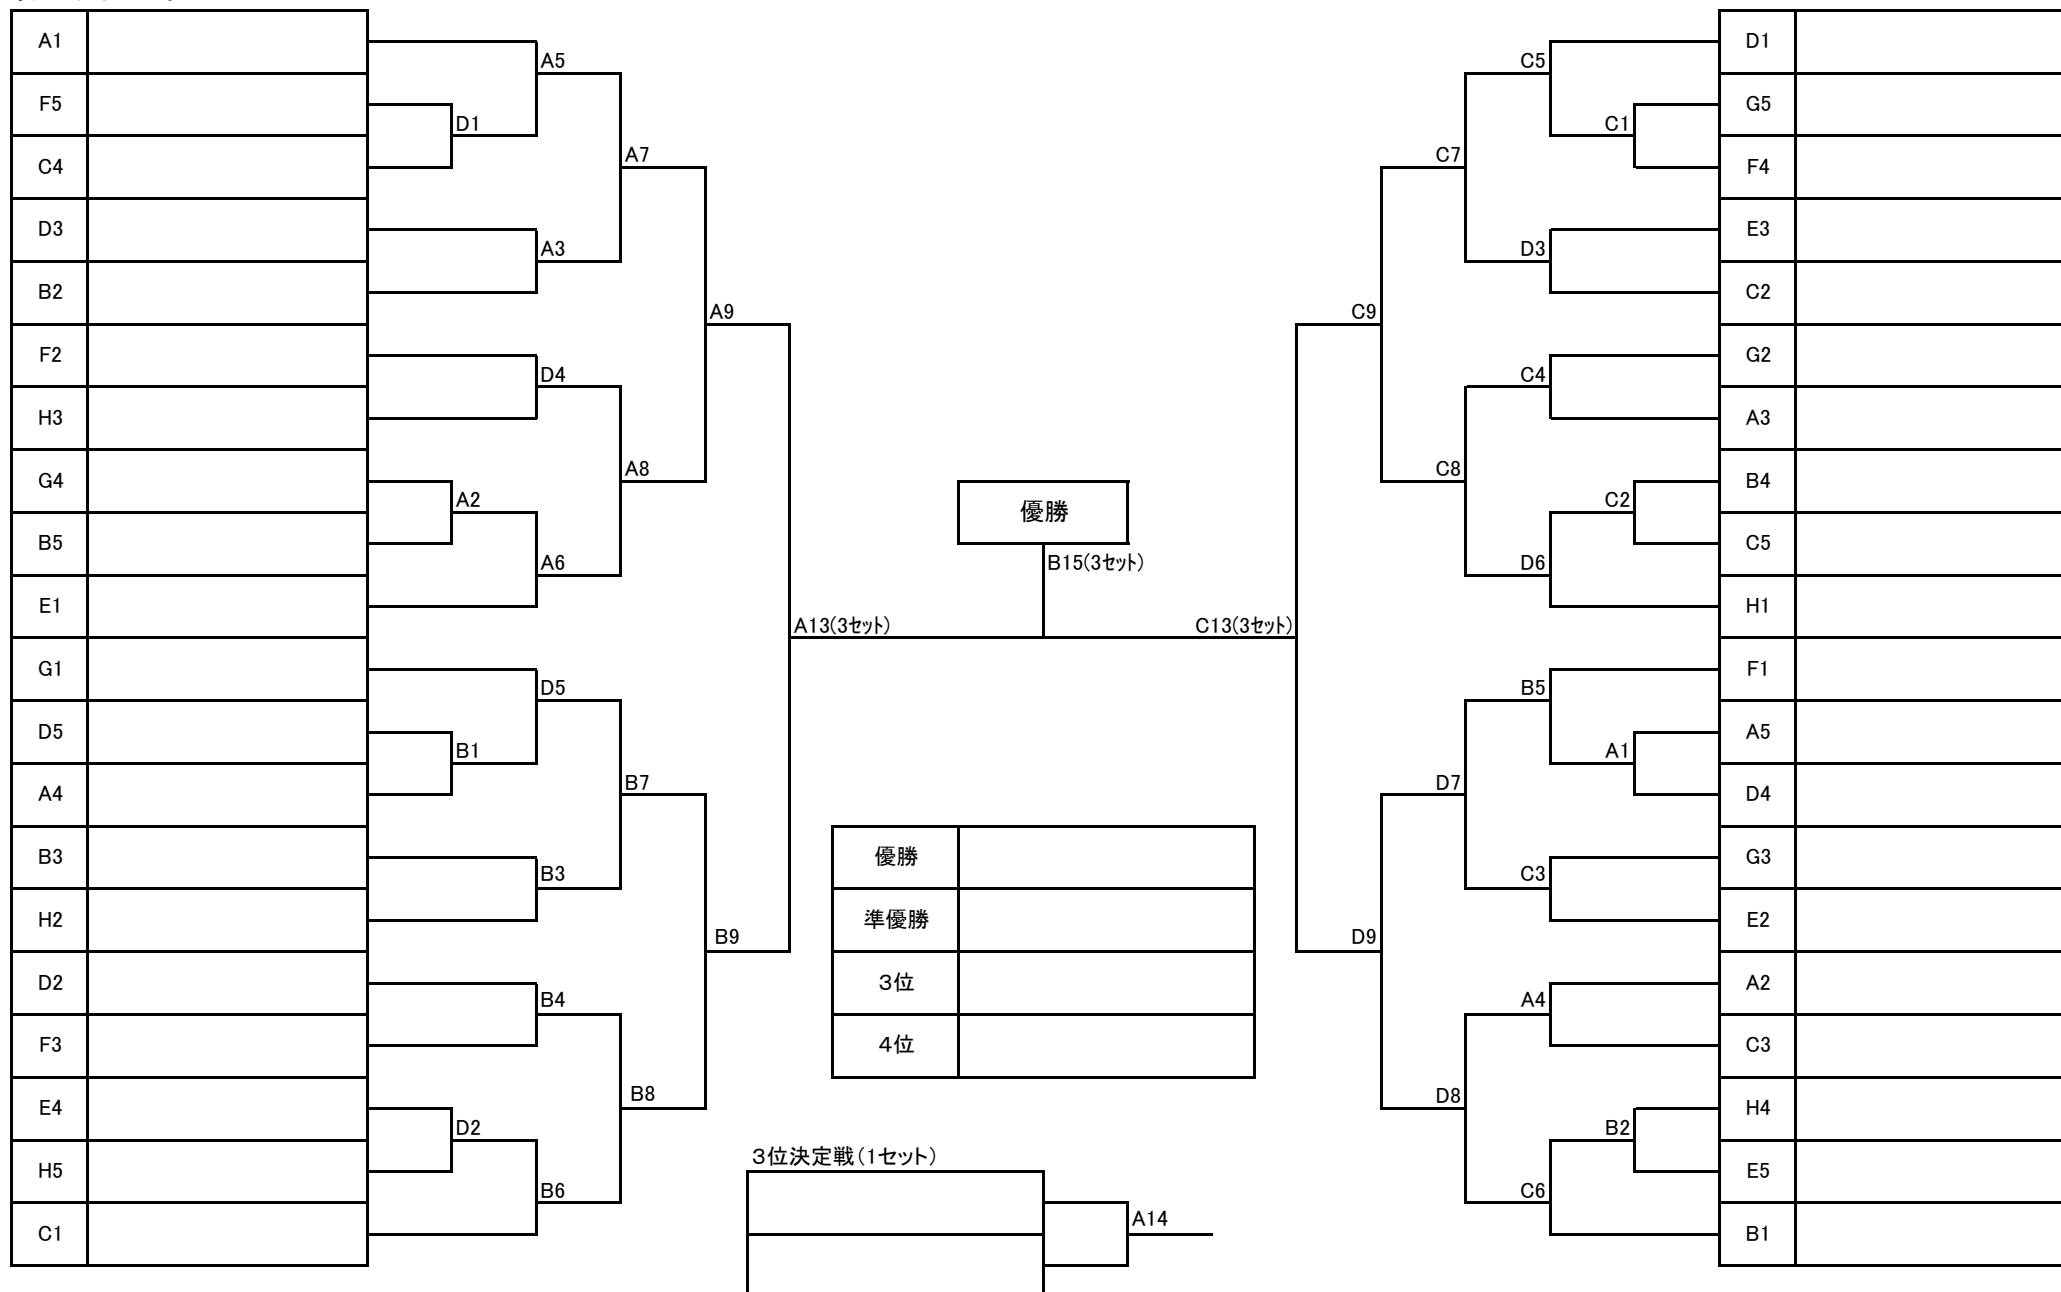 A1
F5
C4
D3
B2
F2
H3
G4
B5
E1
G1
D5
A4
B3
H2
D2
F3
E4
H5
C1
A5
D1
A7
A3
A9
D4
A8
A2
A6
A13(3セット)
D5
B1
B7
B3
B9
B4
B8
D2
B6
優勝
B15(3セット)
C13(3セット)
優勝
準優勝
3位
4位
3位決定戦(1セット)
A14
C5
C1
C7
D3
C9
C4
C8
C2
D6
B5
A1
D7
C3
D9
A4
D8
B2
C6
D1
G5
F4
E3
C2
G2
A3
B4
C5
H1
F1
A5
D4
G3
E2
A2
C3
H4
E5
B1